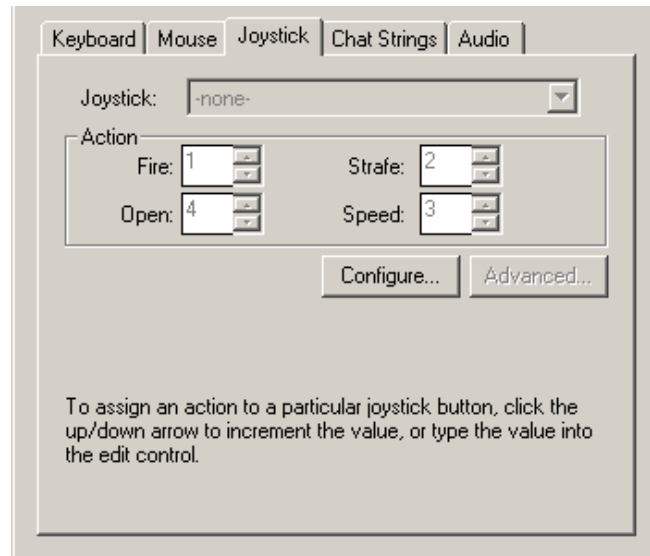 Keyboard Mouse Joystick Chat Strings Audio
Joystick: -none-
Action
Fire: 1 Strafe: 2
Open: 4 Speed: 3
Configure... Advanced...
To assign an action to a particular joystick button, click the
up/down arrow to increment the value, or type the value into
the edit control.